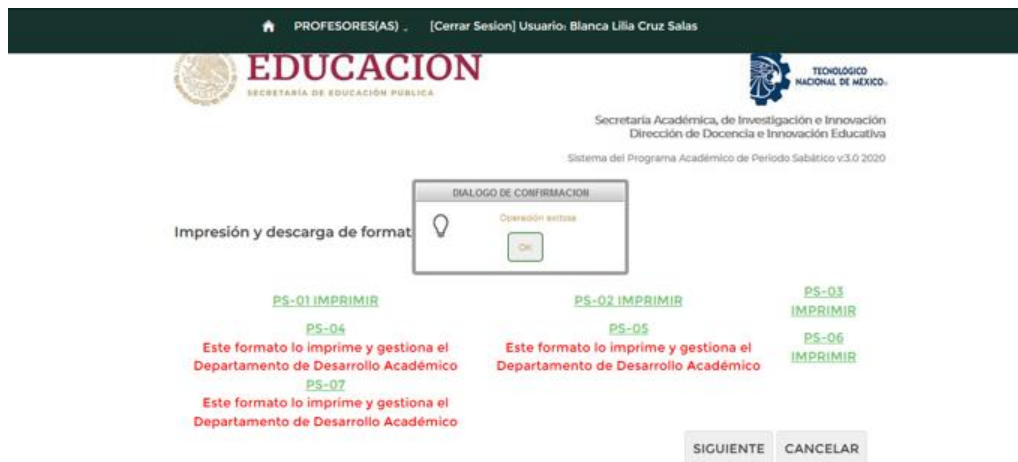 PROFESORES(AS) [Cerrar Sesion] Usuario: Blanca Lilia Cruz Salas
EDUCACIÓN
SECRETARÍA DE EDUCACIÓN PÚBLICA
TECNOLÓGICO
NACIONAL DE MÉXICO
Secretaría Académica, de Investigación e Innovación
Dirección de Docencia e Innovación Educativa
Sistema del Programa Académico de Periodo Sabático v.3.0 2020
DIALOGO DE CONFIRMACION
Operación exitosa
OK
Impresión y descarga de format
PS-01 IMPRIMIR
PS-02 IMPRIMIR
PS-03
IMPRIMIR
PS-04
Este formato lo imprime y gestiona el
Departamento de Desarrollo Académico
PS-05
Este formato lo imprime y gestiona el
Departamento de Desarrollo Académico
PS-06
IMPRIMIR
PS-07
Este formato lo imprime y gestiona el
Departamento de Desarrollo Académico
SIGUIENTE CANCELAR